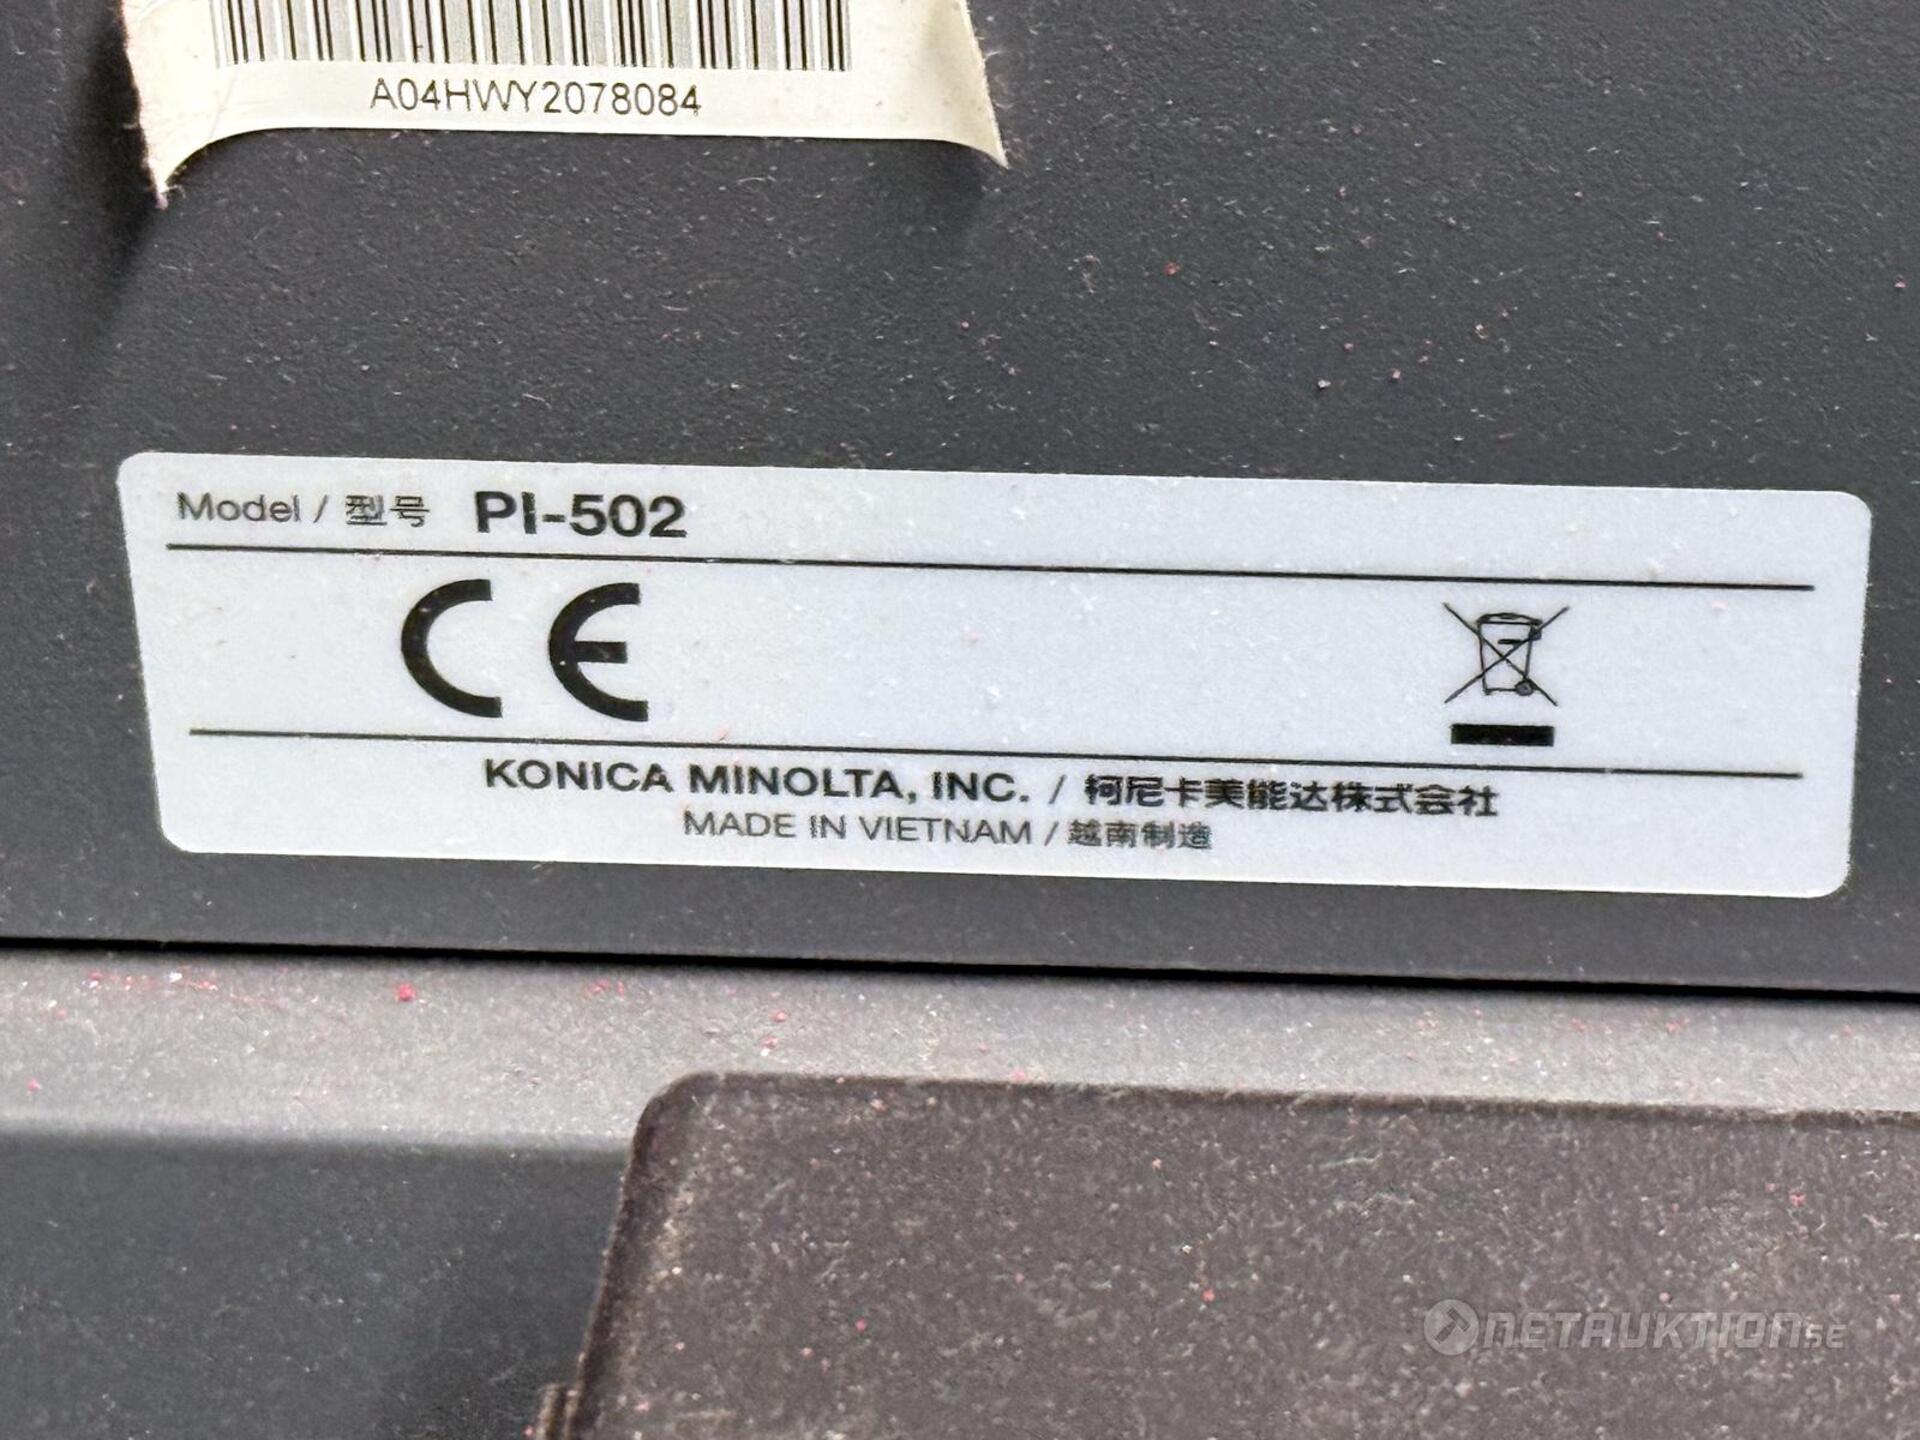 A04HWY2078084
Model / 型号 PI-502
CE
KONICA MINOLTA, INC. / 柯尼卡美能达株式会社
MADE IN VIETNAM / 越南制造
NETAUKTION.SE